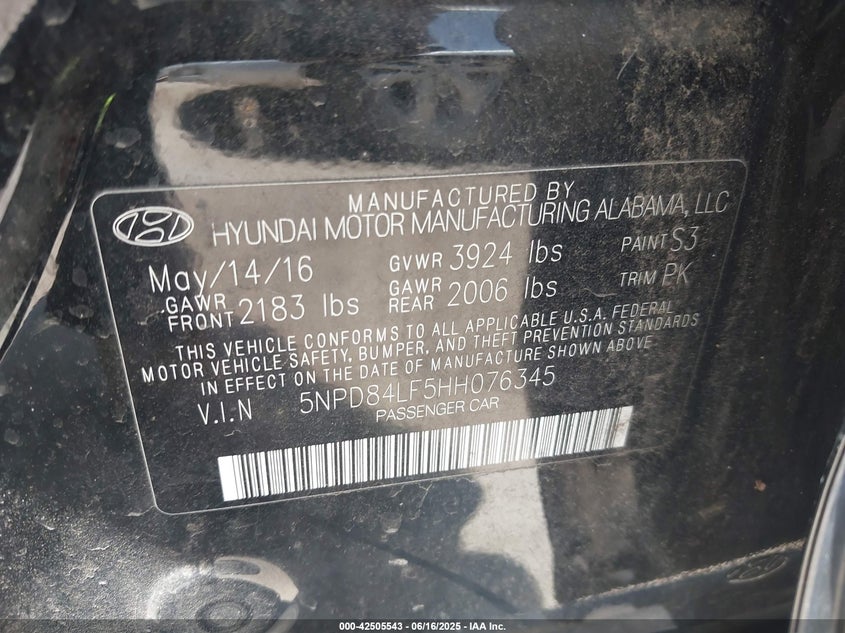 MANUFACTURED BY
HYUNDAI MOTOR MANUFACTURING ALABAMA, LLC
May/14/16 GVWR 3924 lbs PAINT S3
GAWR FRONT 2183 lbs GAWR REAR 2006 lbs TRIM PK
THIS VEHICLE CONFORMS TO ALL APPLICABLE U.S.A. FEDERAL
MOTOR VEHICLE SAFETY, BUMPER, AND THEFT PREVENTION STANDARDS
IN EFFECT ON THE DATE OF MANUFACTURE SHOWN ABOVE
V.I.N 5NPD84LF5HH076345
PASSENGER CAR
000-42505543 - 06/16/2025 - IAA Inc.